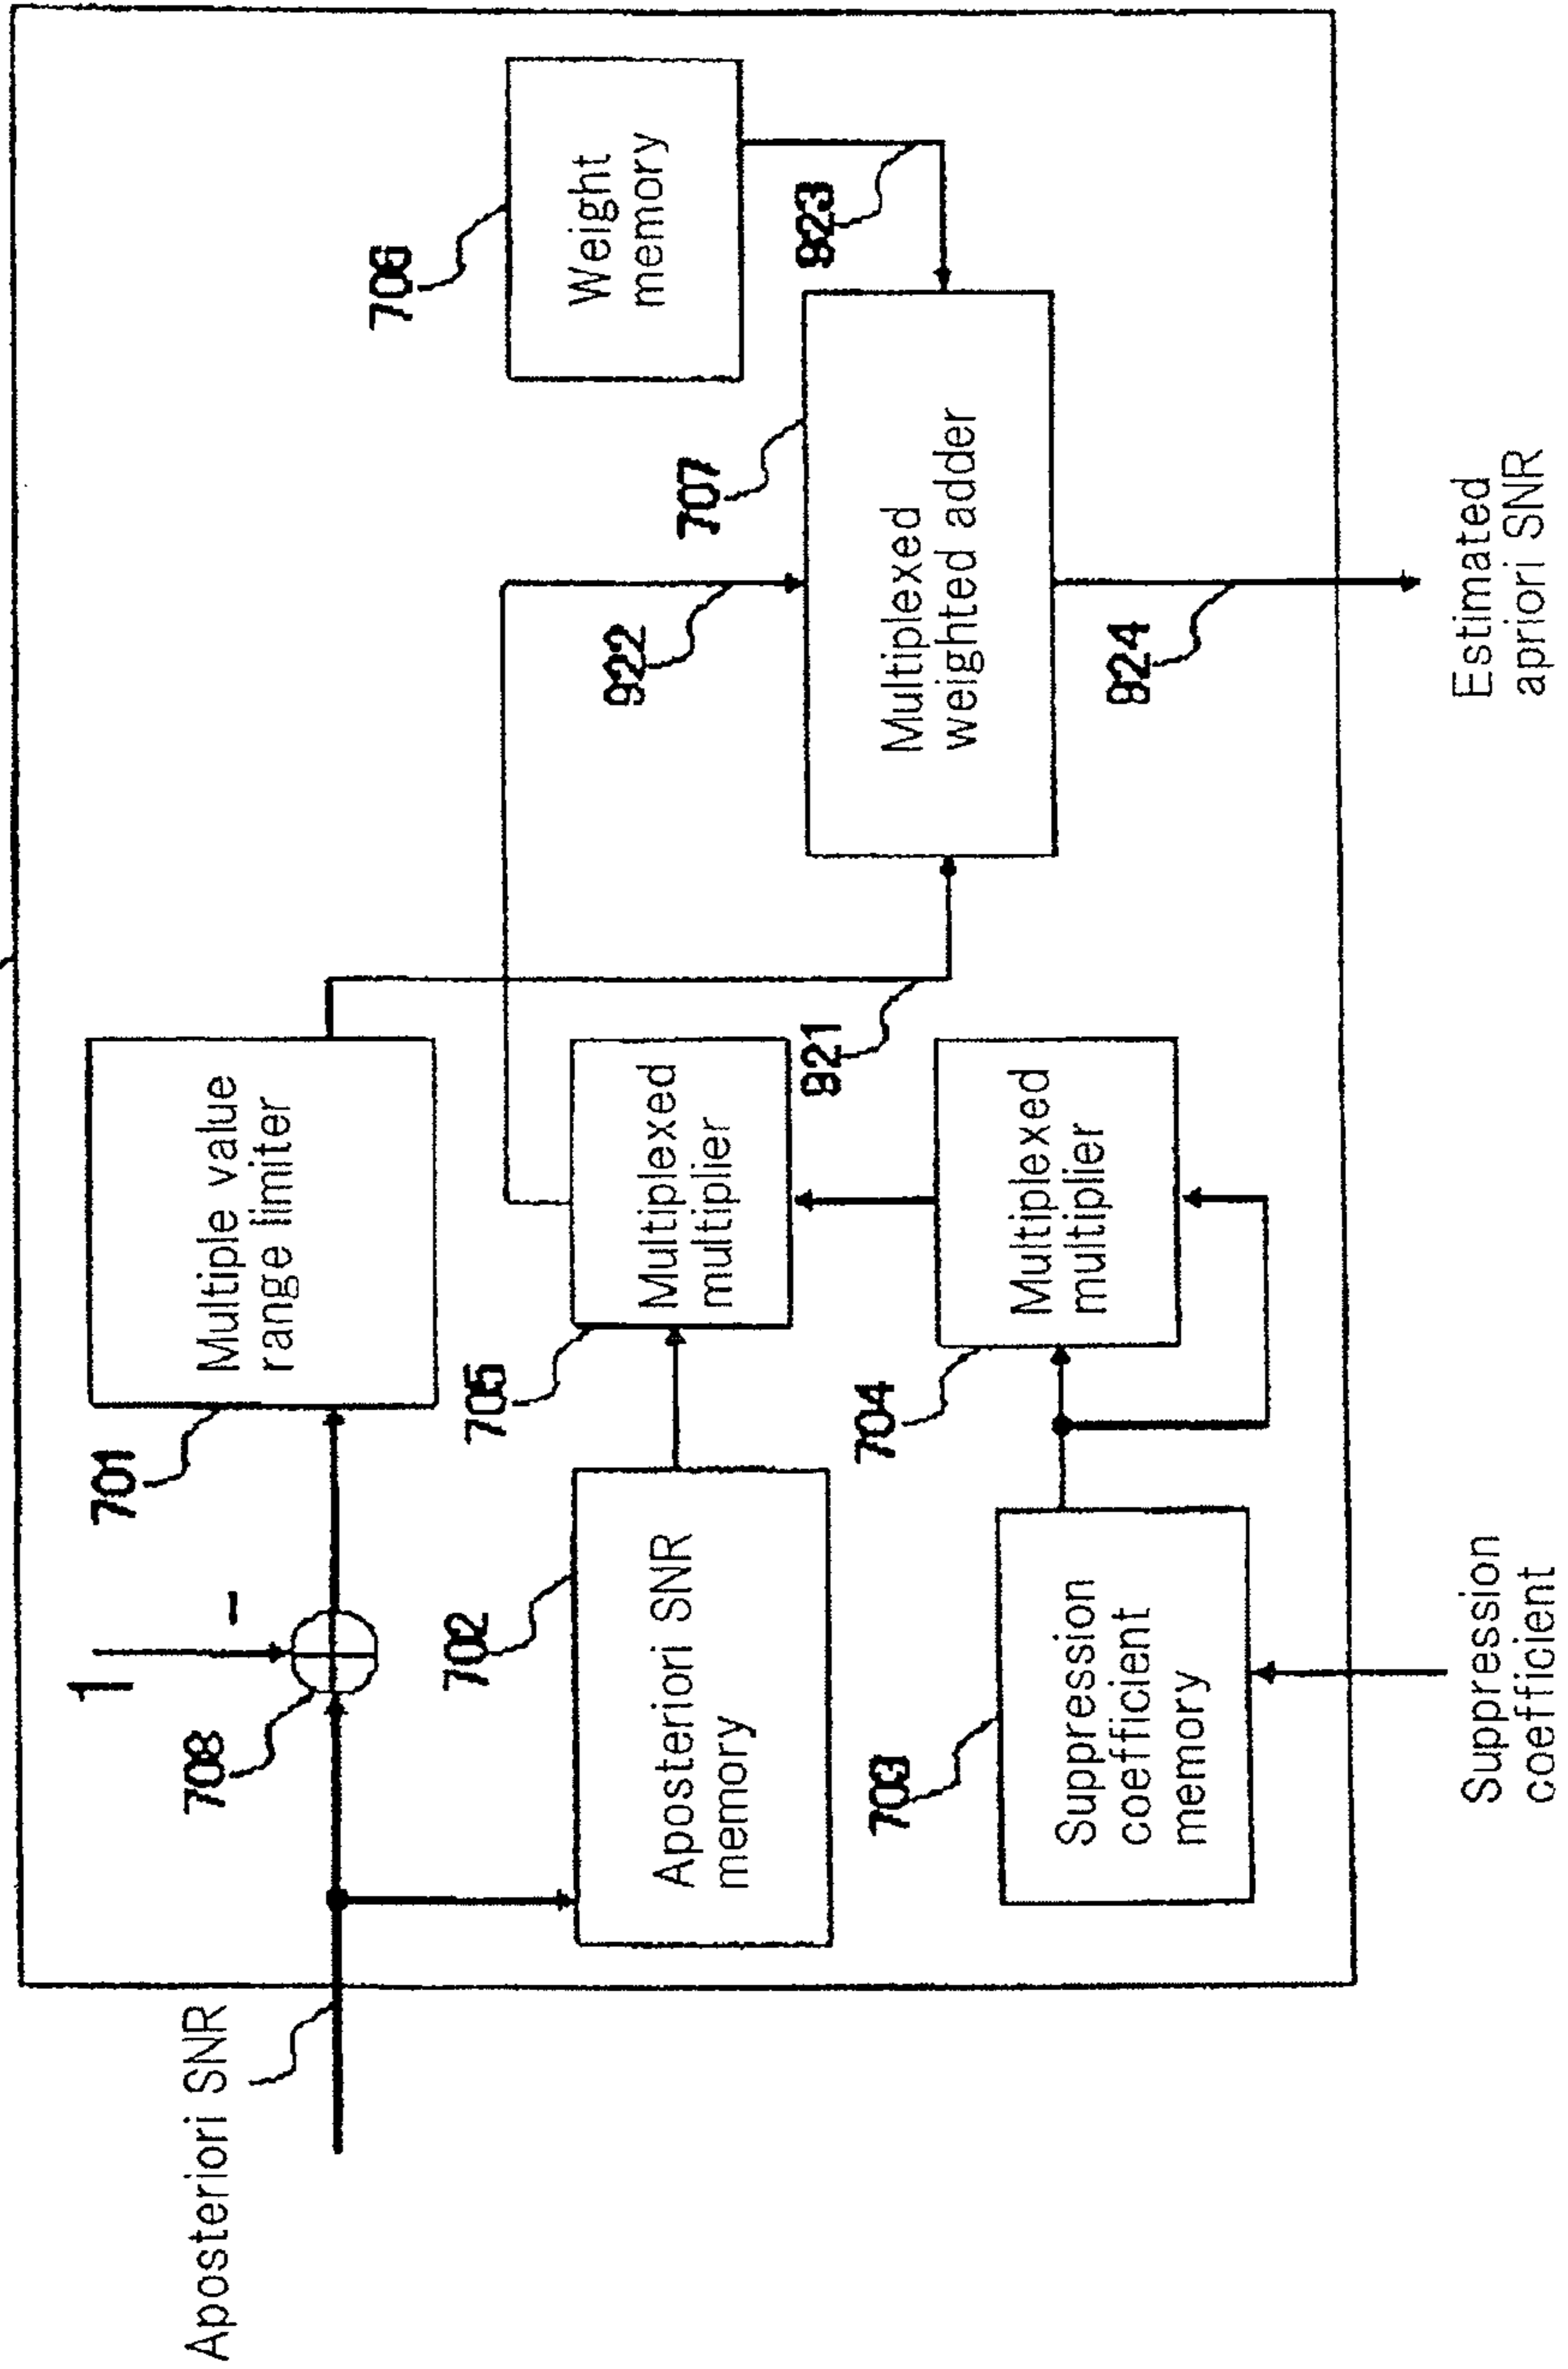 Aposteriori SNR
1
-
708
701
Multiple value
range limiter
702
Aposteriori SNR
memory
705
Multiplexed
multiplier
703
Suppression
coefficient
memory
704
Multiplexed
multiplier
Suppression
coefficient
921
922
706
Weight
memory
923
707
Multiplexed
weighted adder
924
Estimated
apriori SNR